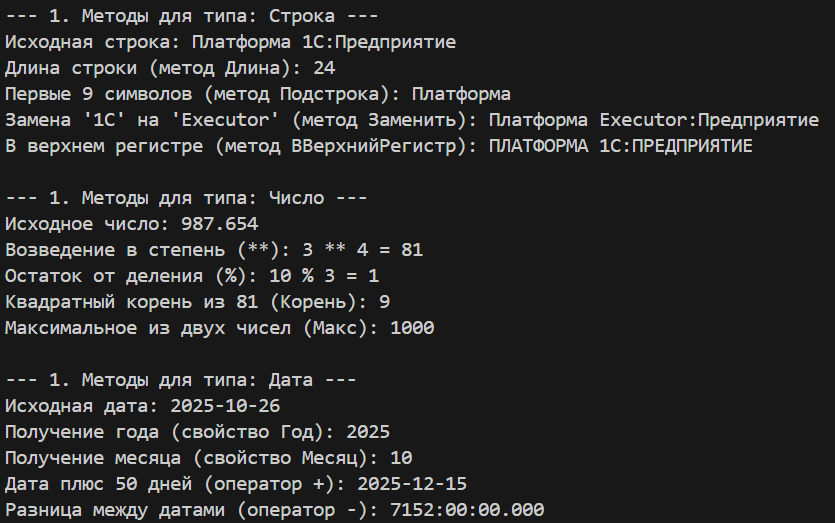 --- 1. Методы для типа: Строка ---
Исходная строка: Платформа 1С:Предприятие
Длина строки (метод Длина): 24
Первые 9 символов (метод Подстрока): Платформа
Замена '1С' на 'Executor' (метод Заменить): Платформа Executor:Предприятие
В верхнем регистре (метод ВВерхнийРегистр): ПЛАТФОРМА 1С:ПРЕДПРИЯТИЕ
--- 1. Методы для типа: Число ---
Исходное число: 987.654
Возведение в степень (**): 3 ** 4 = 81
Остаток от деления (%): 10 % 3 = 1
Квадратный корень из 81 (Корень): 9
Максимальное из двух чисел (Макс): 1000
--- 1. Методы для типа: Дата ---
Исходная дата: 2025-10-26
Получение года (свойство Год): 2025
Получение месяца (свойство Месяц): 10
Дата плюс 50 дней (оператор +): 2025-12-15
Разница между датами (оператор -): 7152:00:00.000